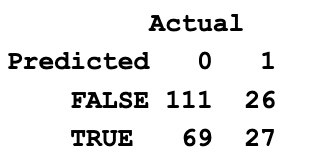 Actual
Predicted 0 1
FALSE 111 26
TRUE 69 27